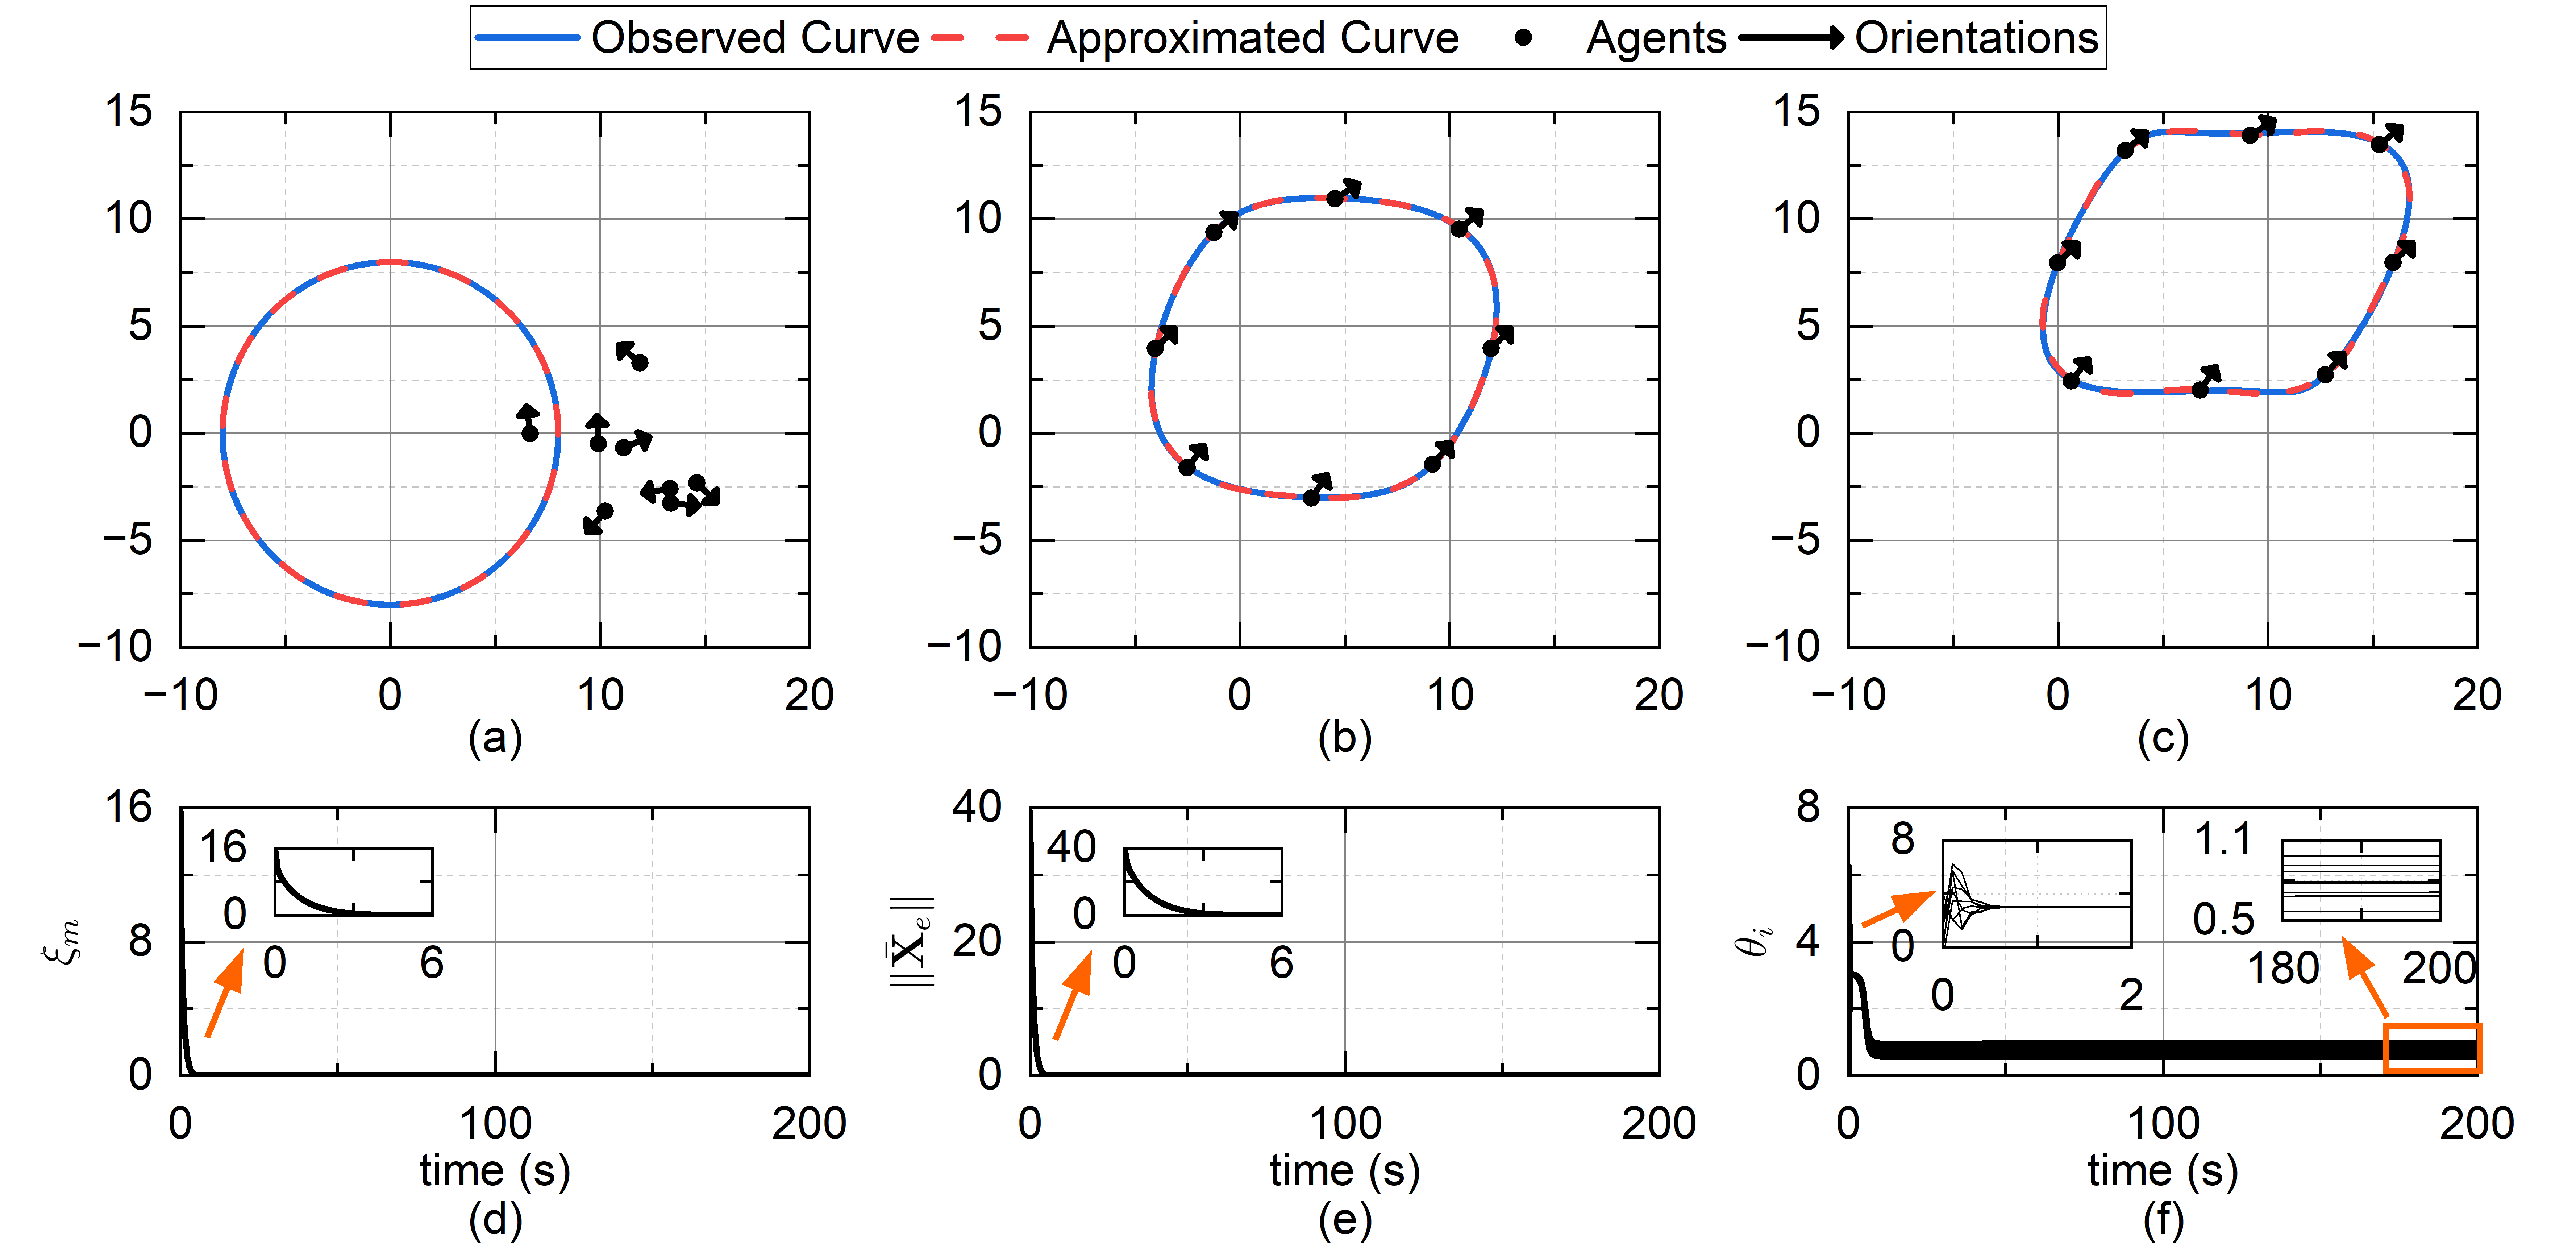 Observed Curve Approximated Curve Agents Orientations
15 15 15
10 10 10
5 5 5
0 0 0
−5 −5 −5
−10 −10 −10
−10 0 10 20 −10 0 10 20 −10 0 10 20
(a) (b) (c)
16 40 8
16 40 8 1.1
0 0 0 0.5
ξm 8 0 6 ‖X̄e‖ 20 0 6 θi 4 0 2 180 200
0 0 0
0 100 200 0 100 200 0 100 200
time (s) time (s) time (s)
(d) (e) (f)